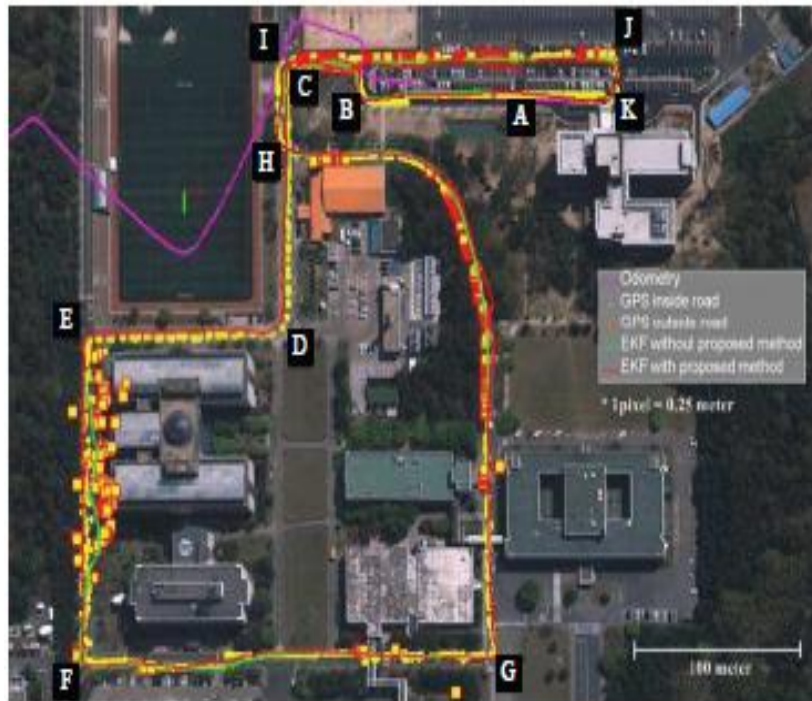 I
J
C
B
A
K
H
E
D
Odometry
GPS inside road
GPS outside road
EKF without proposed method
EKF with proposed method
* 1pixel = 0.25 meter
F
G
100 meter